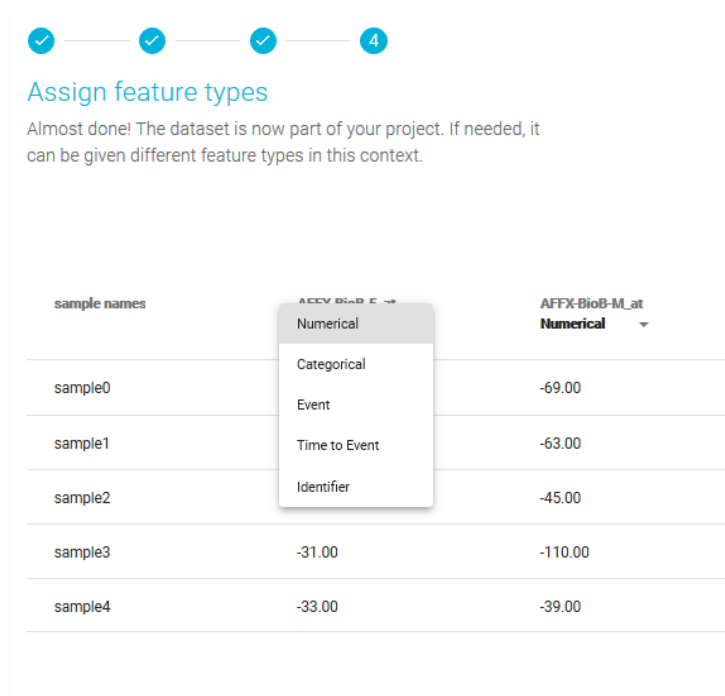 4
Assign feature types
Almost done! The dataset is now part of your project. If needed, it
can be given different feature types in this context.
sample names AFFX-BioB-M_at
Numerical
Numerical
Categorical
Event
Time to Event
Identifier
sample0 -69.00
sample1 -63.00
sample2 -45.00
sample3 -31.00 -110.00
sample4 -33.00 -39.00